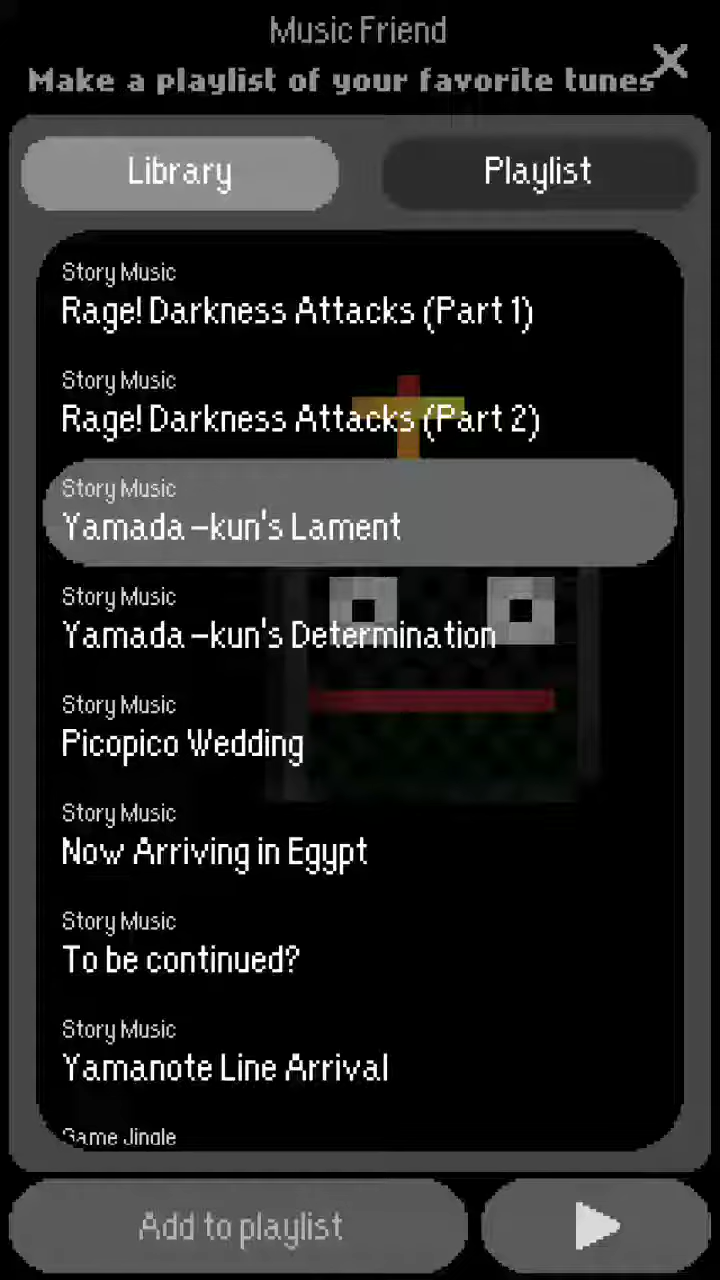 Music Friend
Make a playlist of your favorite tunes
Library
Playlist
Story Music
Rage! Darkness Attacks (Part 1)
Story Music
Rage! Darkness Attacks (Part 2)
Story Music
Yamada-kun's Lament
Story Music
Yamada-kun's Determination
Story Music
Picopico Wedding
Story Music
Now Arriving in Egypt
Story Music
To be continued?
Story Music
Yamanote Line Arrival
Game Jingle
Add to playlist